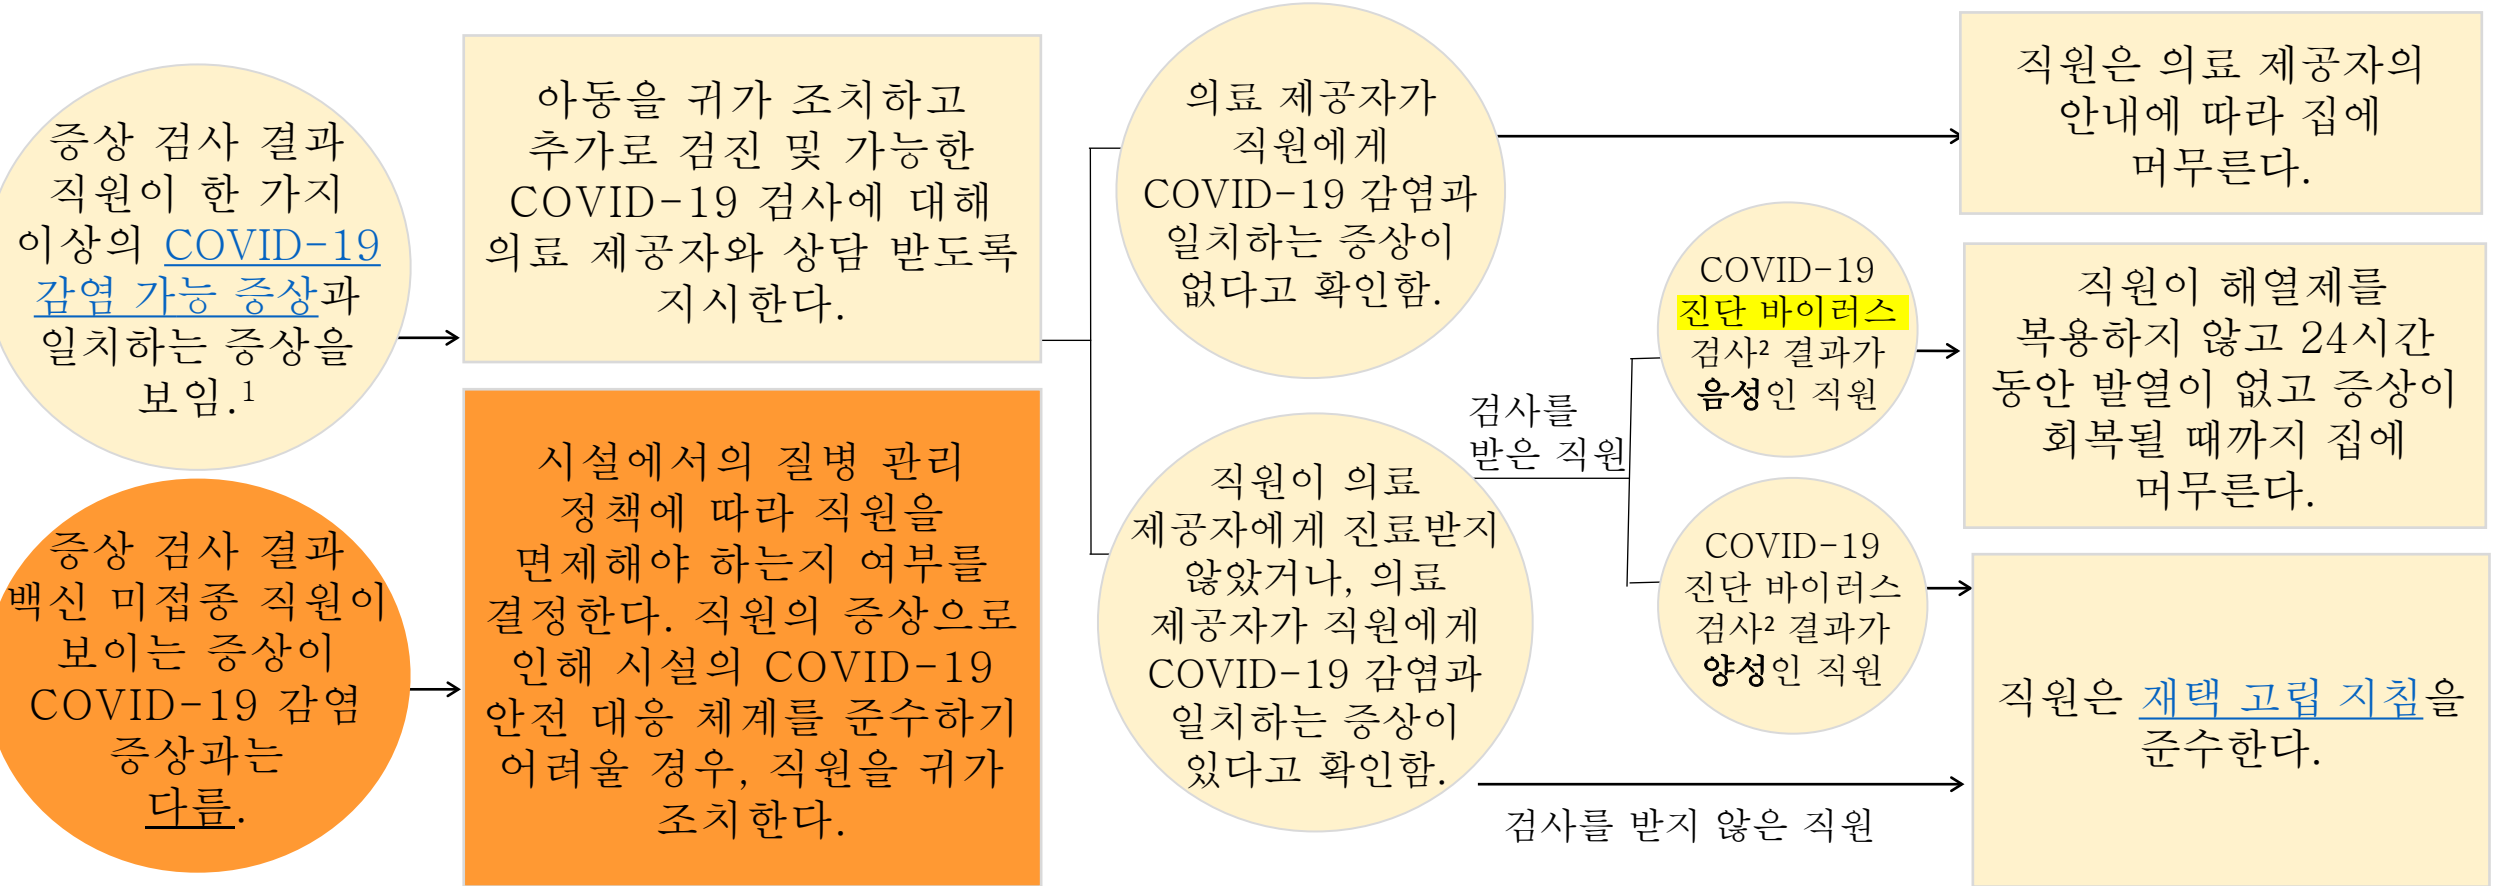 증상 검사 결과
직원이 한 가지
이상의 COVID-19
감염 가능 증상과
일치하는 증상을
보임.¹
아동을 귀가 조치하고
추가로 검진 및 가능한
COVID-19 검사에 대해
의료 제공자와 상담 받도록
지시한다.
의료 제공자가
직원에게
COVID-19 감염과
일치하는 증상이
없다고 확인함.
직원은 의료 제공자의
안내에 따라 집에
머무른다.
COVID-19
진단 바이러스
검사² 결과가
음성인 직원
직원이 해열제를
복용하지 않고 24시간
동안 발열이 없고 증상이
회복될 때까지 집에
머무른다.
검사를
받은 직원
증상 검사 결과
백신 미접종 직원이
보이는 증상이
COVID-19 감염
증상과는
다름.
시설에서의 질병 관리
정책에 따라 직원을
면제해야 하는지 여부를
결정한다. 직원의 증상으로
인해 시설의 COVID-19
안전 대응 체계를 준수하기
어려울 경우, 직원을 귀가
조치한다.
직원이 의료
제공자에게 진료받지
않았거나, 의료
제공자가 직원에게
COVID-19 감염과
일치하는 증상이
있다고 확인함.
COVID-19
진단 바이러스
검사² 결과가
양성인 직원
직원은 재택 고립 지침을
준수한다.
검사를 받지 않은 직원